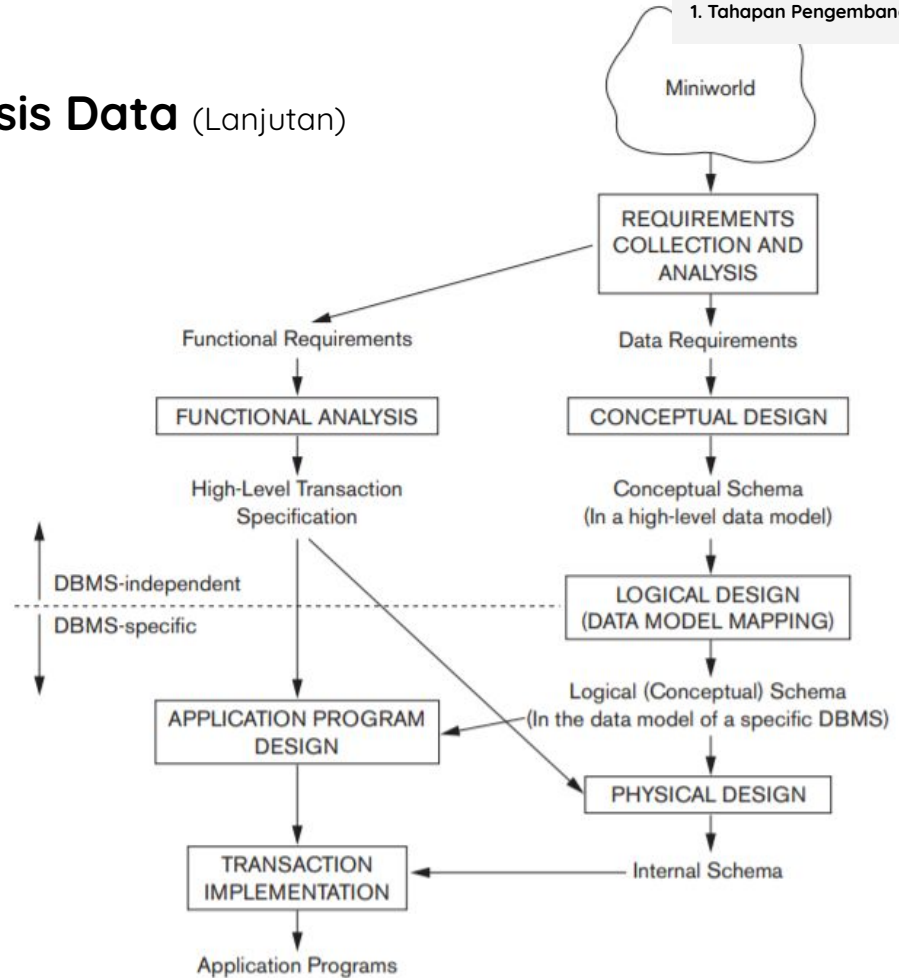 1. Tahapan Pengemban
sis Data (Lanjutan)
Miniworld
REQUIREMENTS
COLLECTION AND
ANALYSIS
Functional Requirements
Data Requirements
FUNCTIONAL ANALYSIS
CONCEPTUAL DESIGN
High-Level Transaction
Specification
Conceptual Schema
(In a high-level data model)
DBMS-independent
DBMS-specific
LOGICAL DESIGN
(DATA MODEL MAPPING)
Logical (Conceptual) Schema
(In the data model of a specific DBMS)
APPLICATION PROGRAM
DESIGN
PHYSICAL DESIGN
TRANSACTION
IMPLEMENTATION
Internal Schema
Application Programs